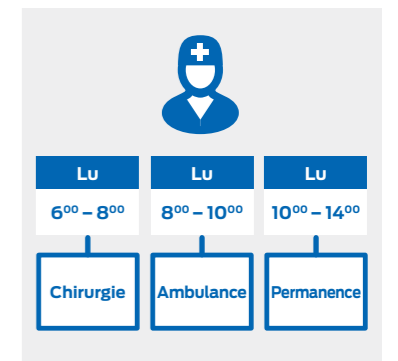 Lu Lu Lu
6⁰⁰ – 8⁰⁰ 8⁰⁰ – 10⁰⁰ 10⁰⁰ – 14⁰⁰
Chirurgie Ambulance Permanence